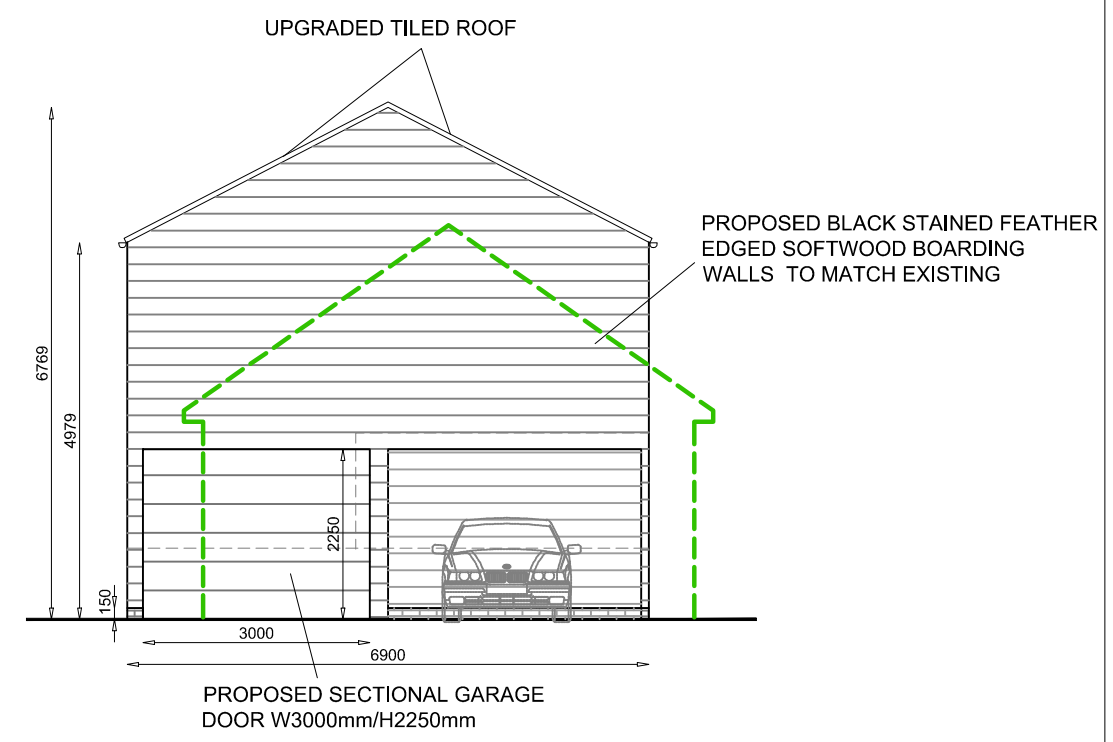 UPGRADED TILED ROOF
PROPOSED BLACK STAINED FEATHER
EDGED SOFTWOOD BOARDING
WALLS TO MATCH EXISTING
6769
4979
2250
150
3000
6900
PROPOSED SECTIONAL GARAGE
DOOR W3000mm/H2250mm